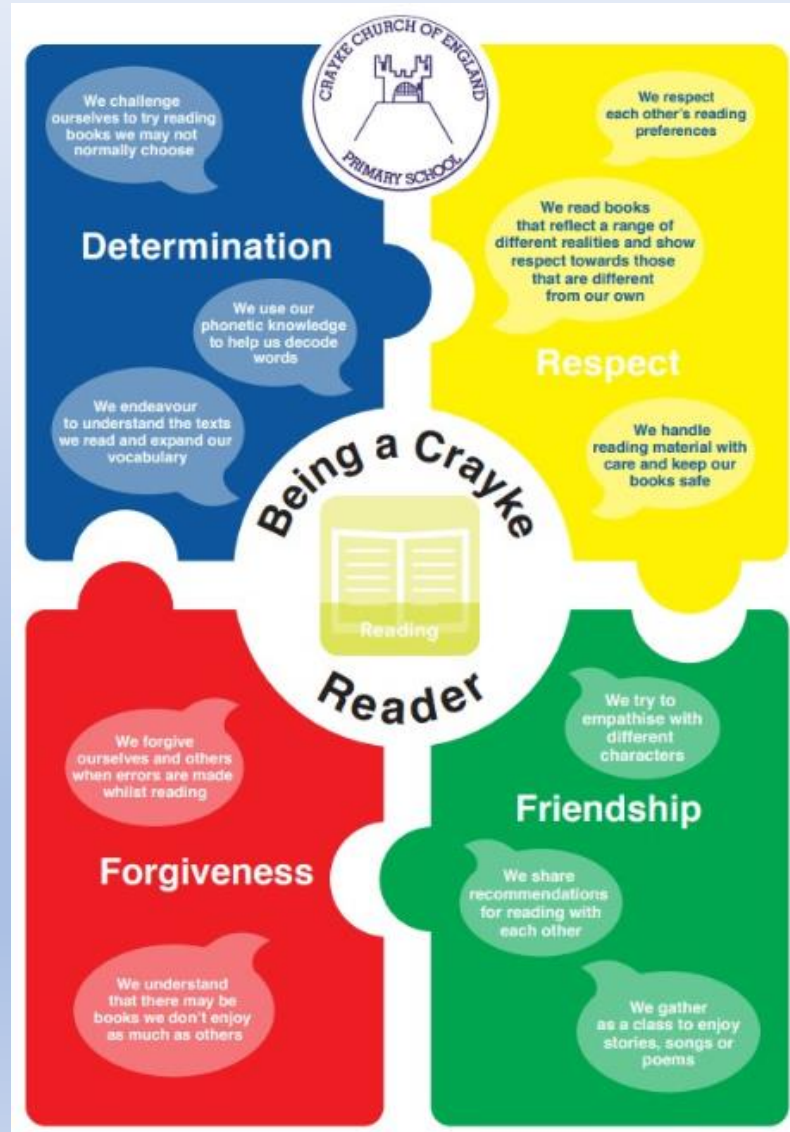 CRAYKE CHURCH OF ENGLAND
PRIMARY SCHOOL
We challenge
ourselves to try reading
books we may not
normally choose
Determination
We use our
phonetic knowledge
to help us decode
words
We endeavour
to understand the texts
we read and expand our
vocabulary
We respect
each other's reading
preferences
We read books
that reflect a range of
different realities and show
respect towards those
that are different
from our own
Respect
We handle
reading material with
care and keep our
books safe
Being a Crayke
Reading
Reader
We forgive
ourselves and others
when errors are made
whilst reading
Forgiveness
We understand
that there may be
books we don't enjoy
as much as others
We try to
empathise with
different
characters
Friendship
We share
recommendations
for reading with
each other
We gather
as a class to enjoy
stories, songs or
poems